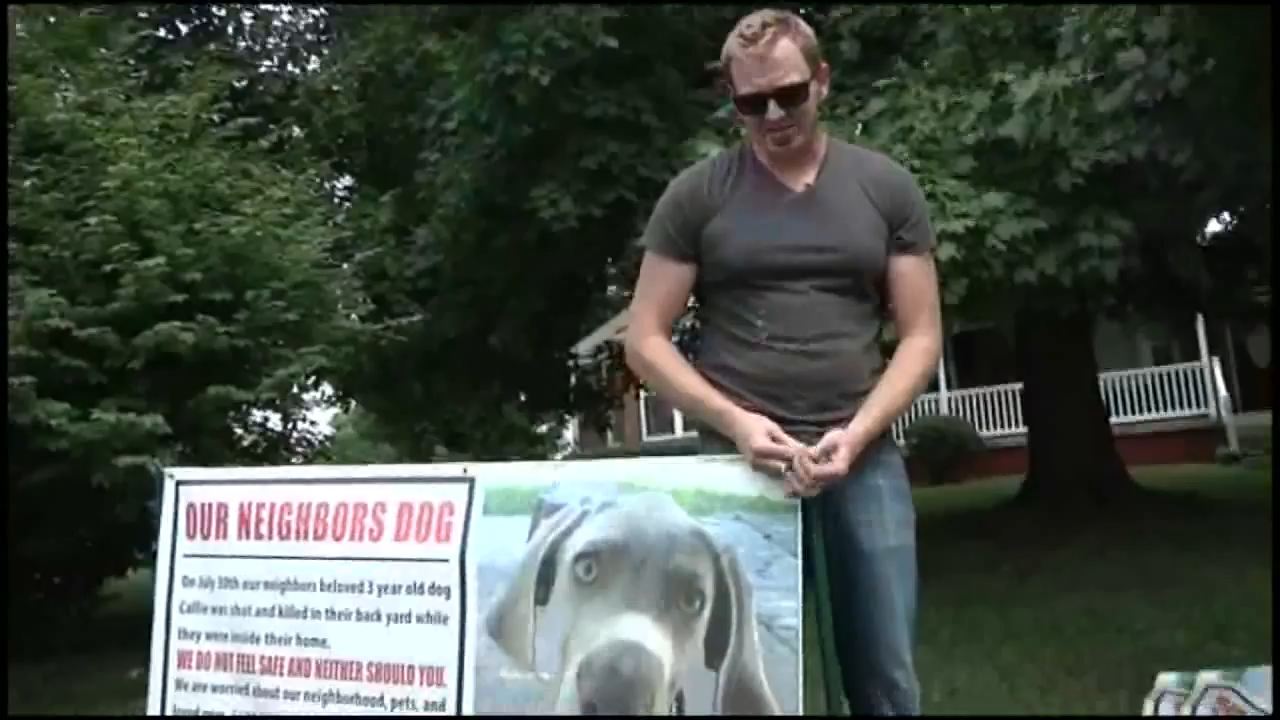 OUR NEIGHBORS DOG
On July 30th our neighbors beloved 3 year old dog
Callie was shot and killed in their back yard while
they were inside their home.
WE DO NOT FEEL SAFE AND NEITHER SHOULD YOU.
We are worried about our neighborhood, pets, and